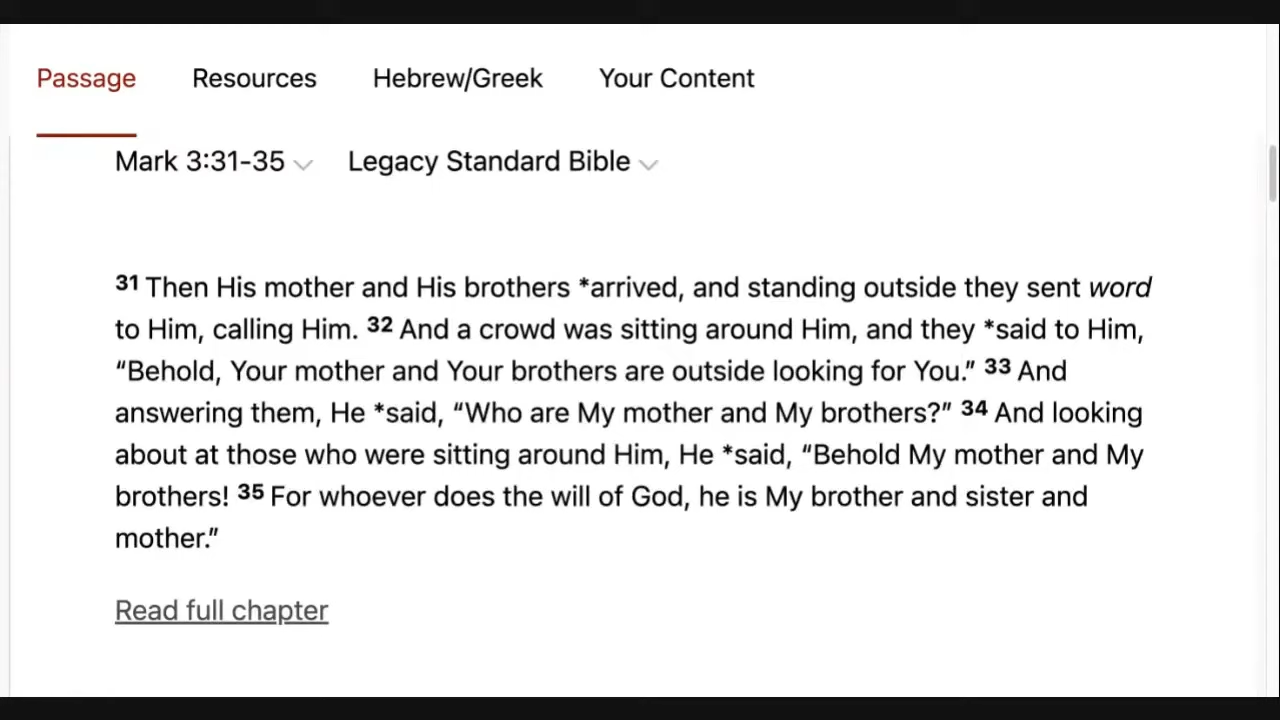 Passage Resources Hebrew/Greek Your Content
Mark 3:31-35 Legacy Standard Bible
31 Then His mother and His brothers *arrived, and standing outside they sent word
to Him, calling Him. 32 And a crowd was sitting around Him, and they *said to Him,
“Behold, Your mother and Your brothers are outside looking for You.” 33 And
answering them, He *said, “Who are My mother and My brothers?” 34 And looking
about at those who were sitting around Him, He *said, “Behold My mother and My
brothers! 35 For whoever does the will of God, he is My brother and sister and
mother.”
Read full chapter